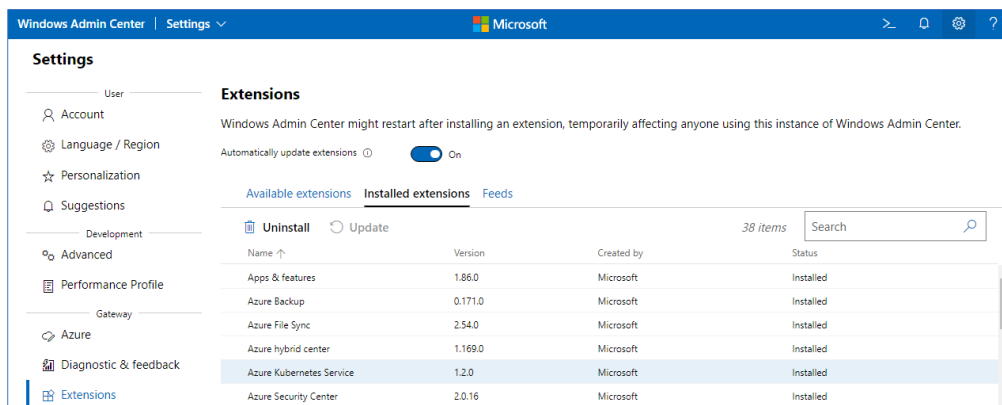 Windows Admin Center | Settings
Microsoft
?
Settings
User
Account
Language / Region
Personalization
Suggestions
Development
Advanced
Performance Profile
Gateway
Azure
Diagnostic & feedback
Extensions
Extensions
Windows Admin Center might restart after installing an extension, temporarily affecting anyone using this instance of Windows Admin Center.
Automatically update extensions On
Available extensions Installed extensions Feeds
Uninstall Update 38 items Search
Name ↑ Version Created by Status
Apps & features 1.86.0 Microsoft Installed
Azure Backup 0.171.0 Microsoft Installed
Azure File Sync 2.54.0 Microsoft Installed
Azure hybrid center 1.169.0 Microsoft Installed
Azure Kubernetes Service 1.2.0 Microsoft Installed
Azure Security Center 2.0.16 Microsoft Installed